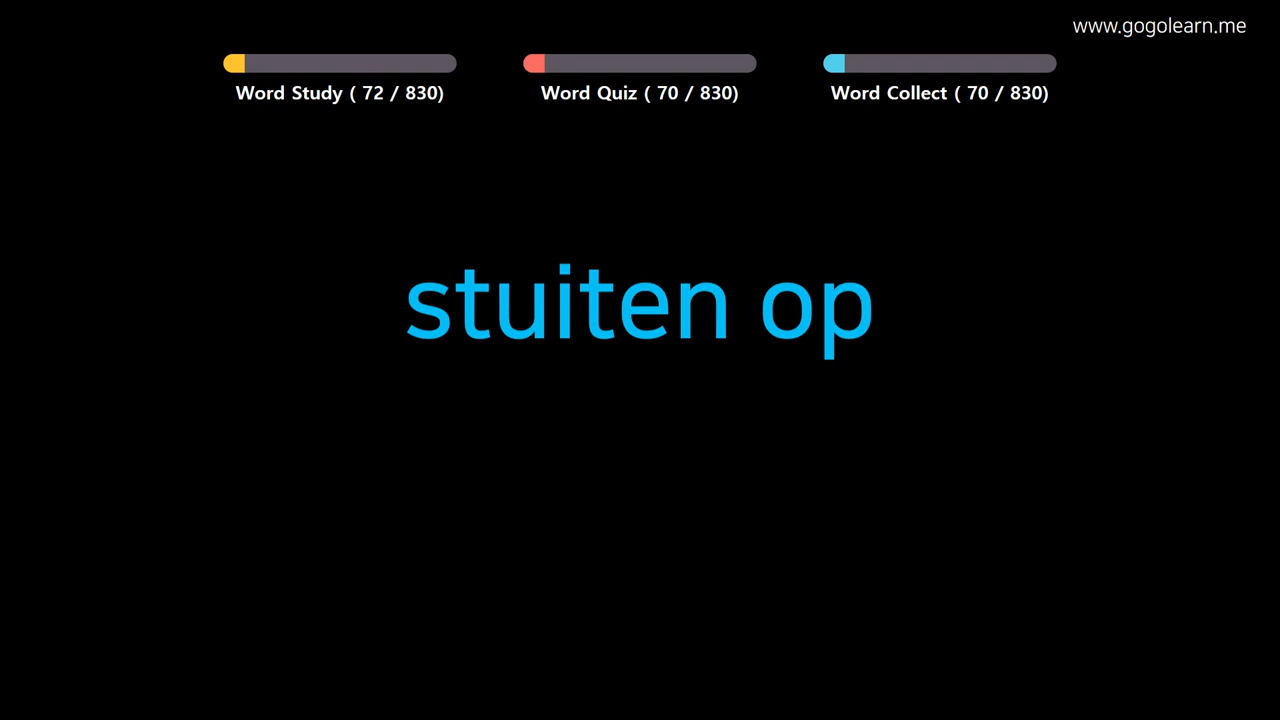 www.gogolearn.me
Word Study ( 72 / 830)
Word Quiz ( 70 / 830)
Word Collect ( 70 / 830)
stuiten op